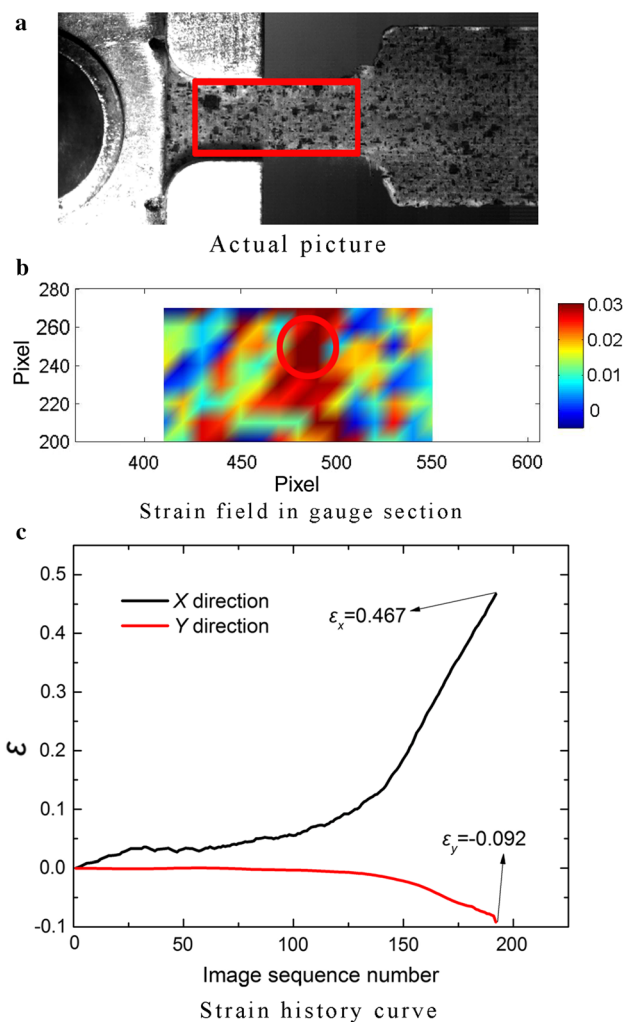 a
Actual picture
b
280
260
240
220
200
Pixel
400
450
500
550
600
Pixel
0.03
0.02
0.01
0
Strain field in gauge section
c
0.5
0.4
0.3
0.2
0.1
0.0
-0.1
ε
X direction
Y direction
εx=0.467
εy=-0.092
0
50
100
150
200
Image sequence number
Strain history curve